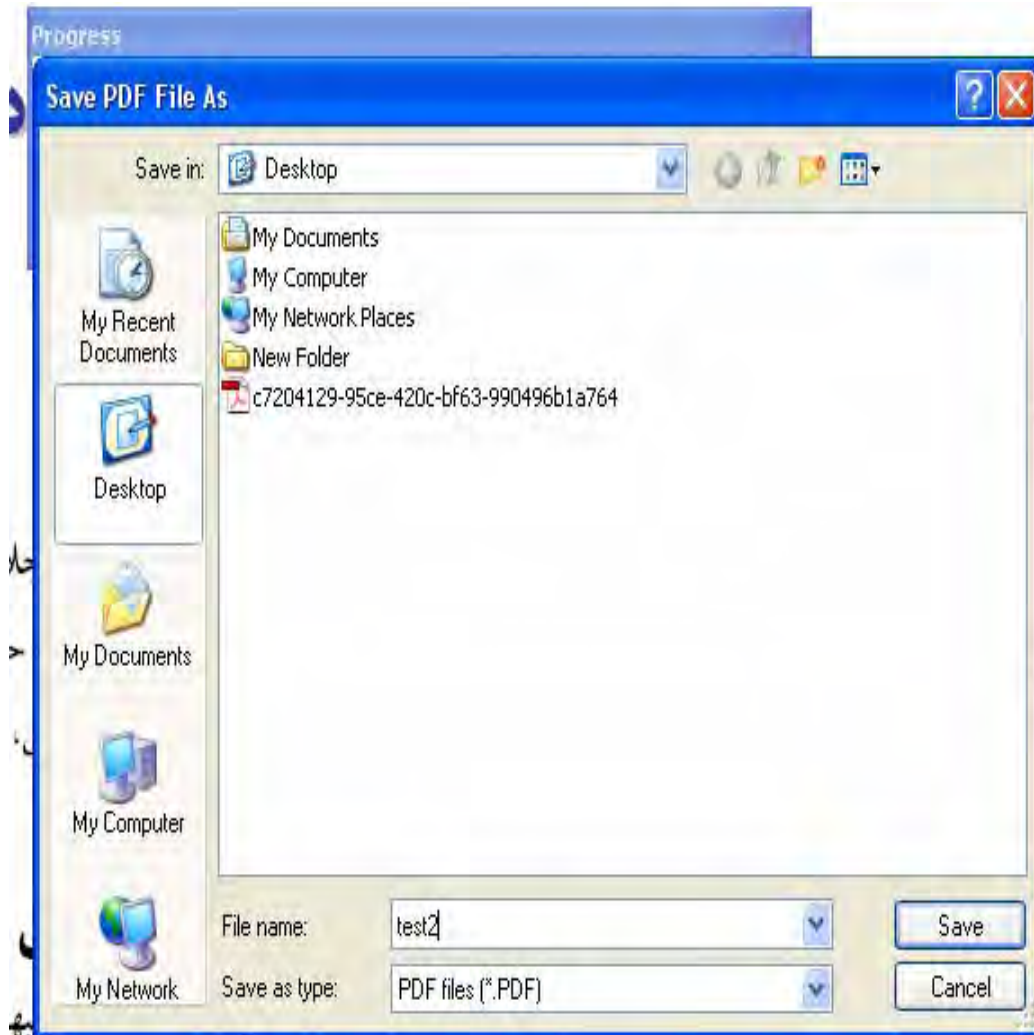 Progress
Save PDF File As
Save in: Desktop
My Documents
My Computer
My Network Places
New Folder
c7204129-95ce-420c-bf63-990496b1a764
My Recent
Documents
Desktop
My Documents
My Computer
My Network
File name: test2
Save
Save as type: PDF files (*.PDF)
Cancel